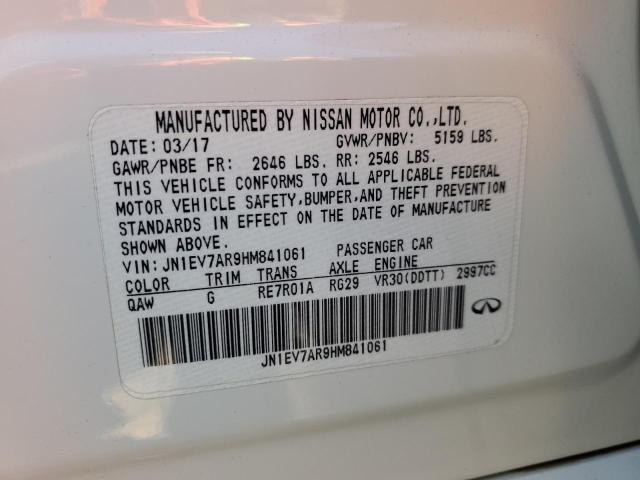 MANUFACTURED BY NISSAN MOTOR CO.,LTD.
DATE: 03/17 GVWR/PNBV: 5159 LBS.
GAWR/PNBE FR: 2646 LBS. RR: 2546 LBS.
THIS VEHICLE CONFORMS TO ALL APPLICABLE FEDERAL
MOTOR VEHICLE SAFETY,BUMPER,AND THEFT PREVENTION
STANDARDS IN EFFECT ON THE DATE OF MANUFACTURE
SHOWN ABOVE.
VIN:JN1EV7AR9HM841061 PASSENGER CAR
COLOR TRIM TRANS AXLE ENGINE
QAW G RE7R01A RG29 VR30(DDTT) 2997CC
JN1EV7AR9HM841061